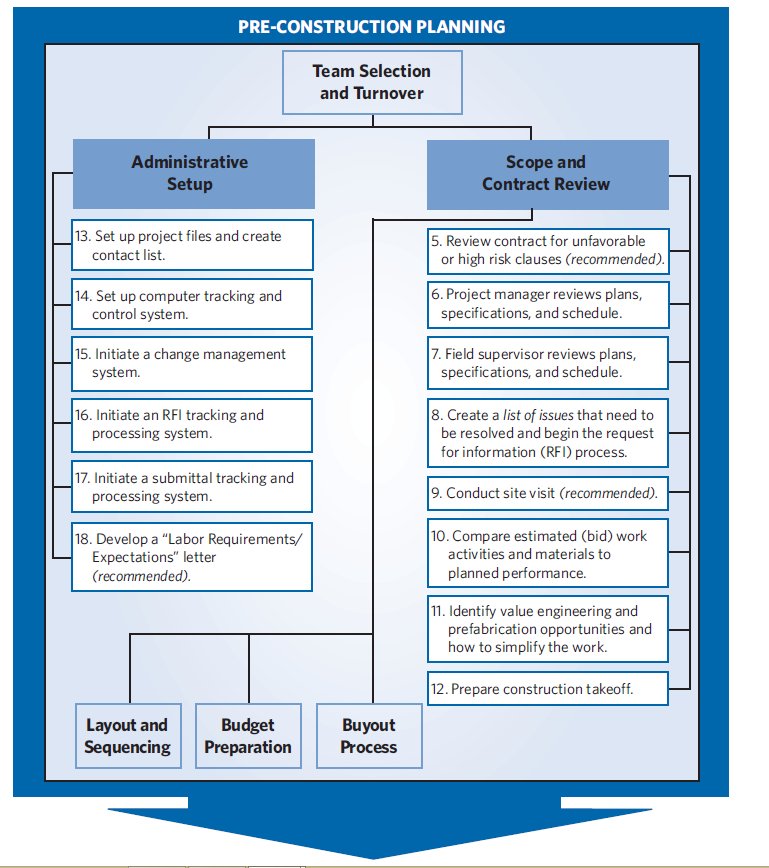 PRE-CONSTRUCTION PLANNING
Team Selection
and Turnover
Administrative
Setup
13. Set up project files and create
contact list.
14. Set up computer tracking and
control system.
15. Initiate a change management
system.
16. Initiate an RFI tracking and
processing system.
17. Initiate a submittal tracking and
processing system.
18. Develop a “Labor Requirements/
Expectations” letter
(recommended).
Scope and
Contract Review
5. Review contract for unfavorable
or high risk clauses (recommended).
6. Project manager reviews plans,
specifications, and schedule.
7. Field supervisor reviews plans,
specifications, and schedule.
8. Create a list of issues that need to
be resolved and begin the request
for information (RFI) process.
9. Conduct site visit (recommended).
10. Compare estimated (bid) work
activities and materials to
planned performance.
11. Identify value engineering and
prefabrication opportunities and
how to simplify the work.
12. Prepare construction takeoff.
Layout and
Sequencing
Budget
Preparation
Buyout
Process